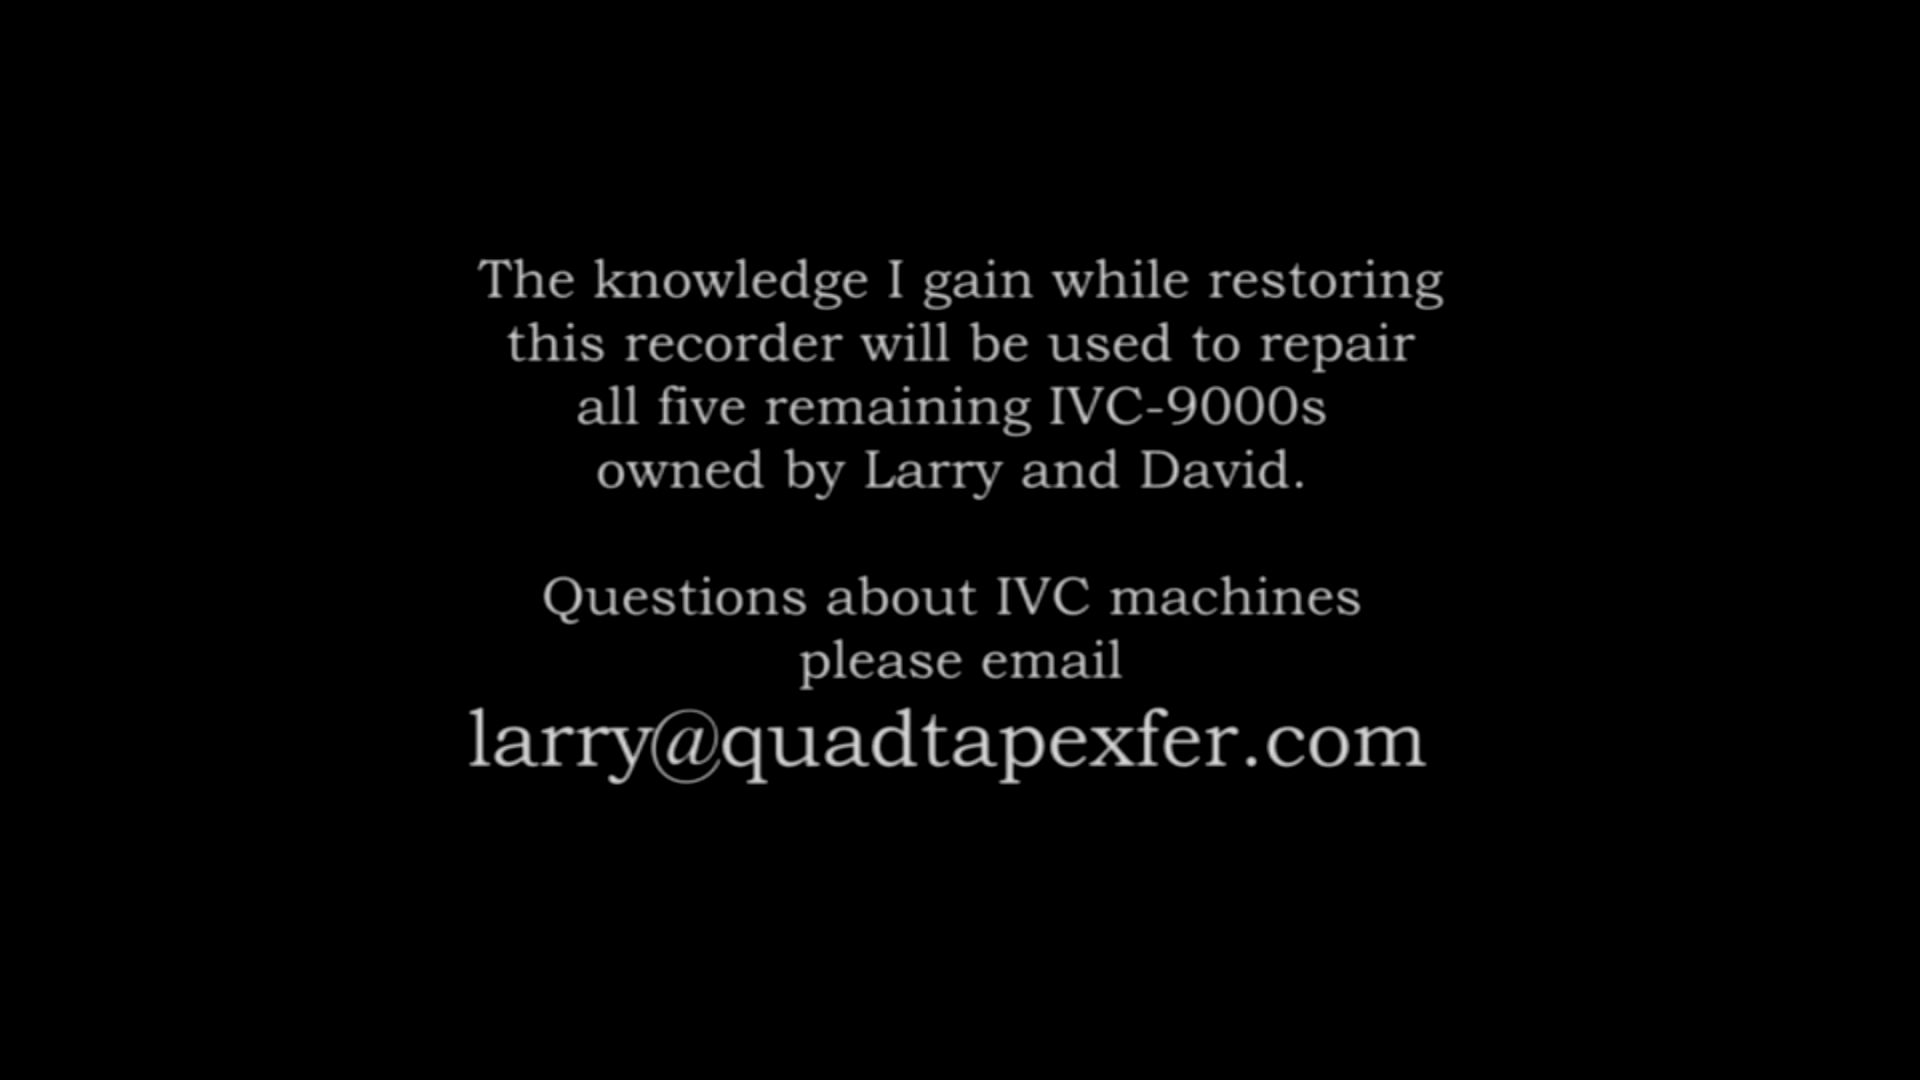 The knowledge I gain while restoring
this recorder will be used to repair
all five remaining IVC-9000s
owned by Larry and David.
Questions about IVC machines
please email
larry@quadtapexfer.com